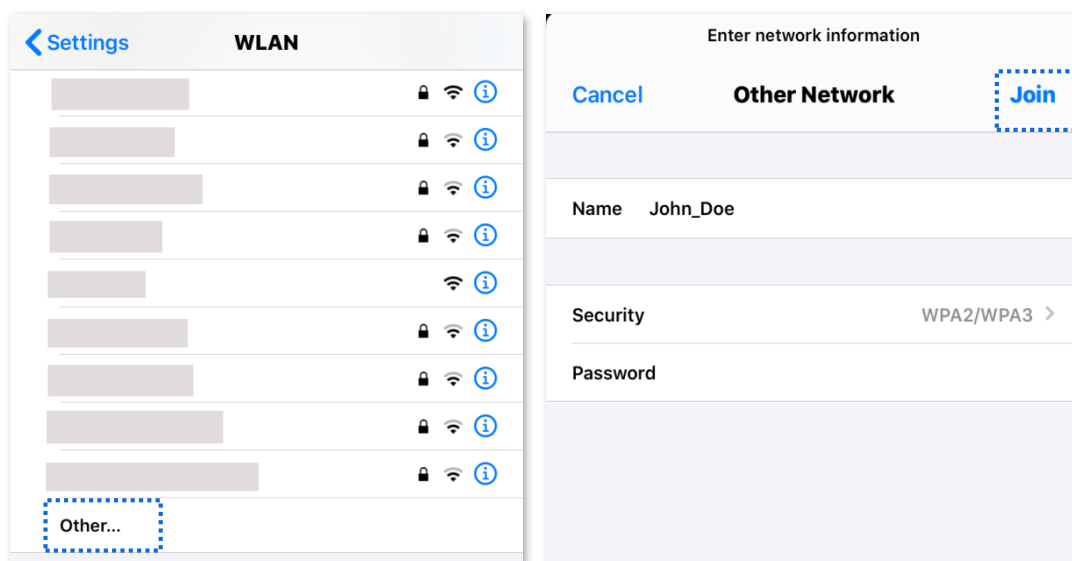 Settings WLAN
Other...
Enter network information
Cancel Other Network Join
Name John_Doe
Security WPA2/WPA3
Password